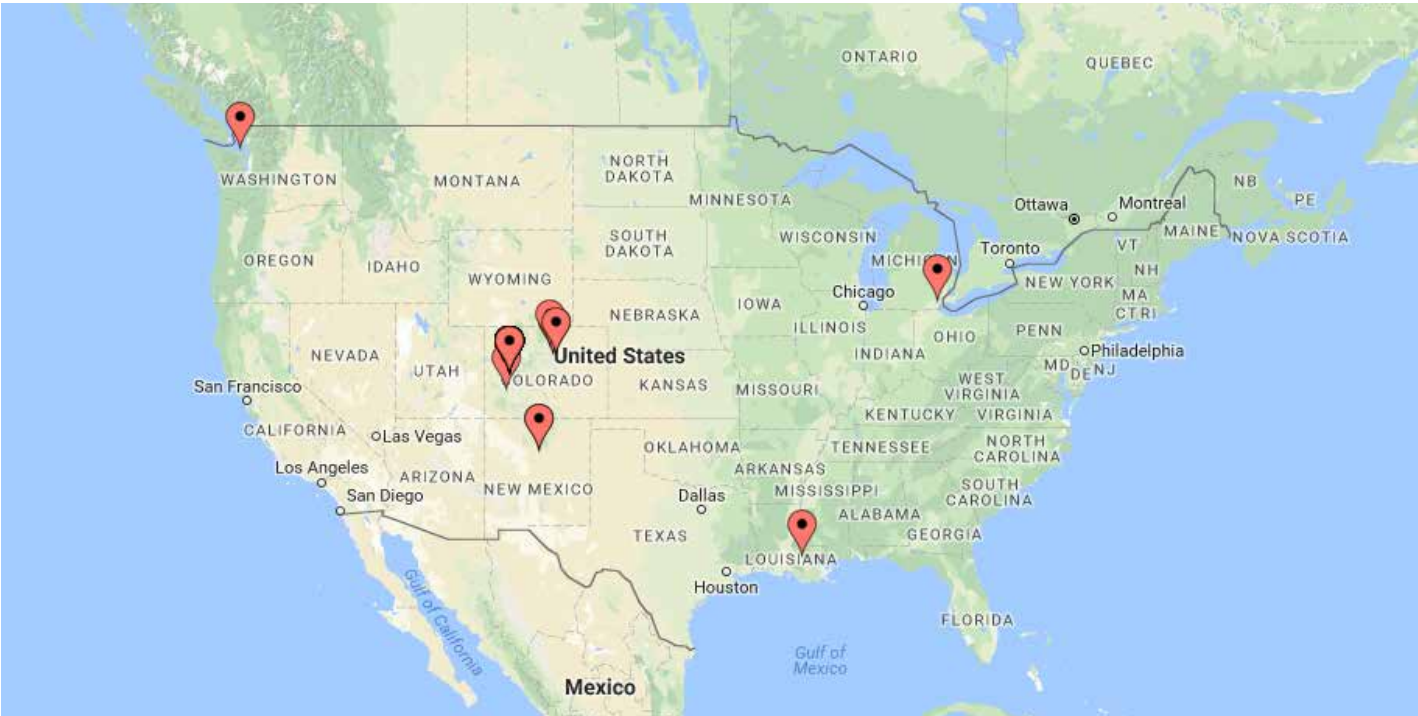 ONTARIO
QUEBEC
NORTH
DAKOTA
WASHINGTON
MONTANA
NB
MINNESOTA
PE
Ottawa
Montreal
WISCONSIN
MAINE
NOVA SCOTIA
SOUTH
DAKOTA
VT
Toronto
OREGON
IDAHO
MICHIGAN
NH
WYOMING
NEW YORK
Chicago
MA
IOWA
NEBRASKA
CT RI
ILLINOIS
PENN
OHIO
NEVADA
United States
INDIANA
Philadelphia
UTAH
MD
DE
NJ
COLORADO
KANSAS
MISSOURI
WEST
VIRGINIA
San Francisco
KENTUCKY
VIRGINIA
CALIFORNIA
Las Vegas
OKLAHOMA
TENNESSEE
NORTH
CAROLINA
Los Angeles
ARIZONA
ARKANSAS
NEW MEXICO
MISSISSIPPI
SOUTH
CAROLINA
San Diego
Dallas
ALABAMA
TEXAS
GEORGIA
LOUISIANA
Houston
Gulf of California
FLORIDA
Gulf of
Mexico
Mexico